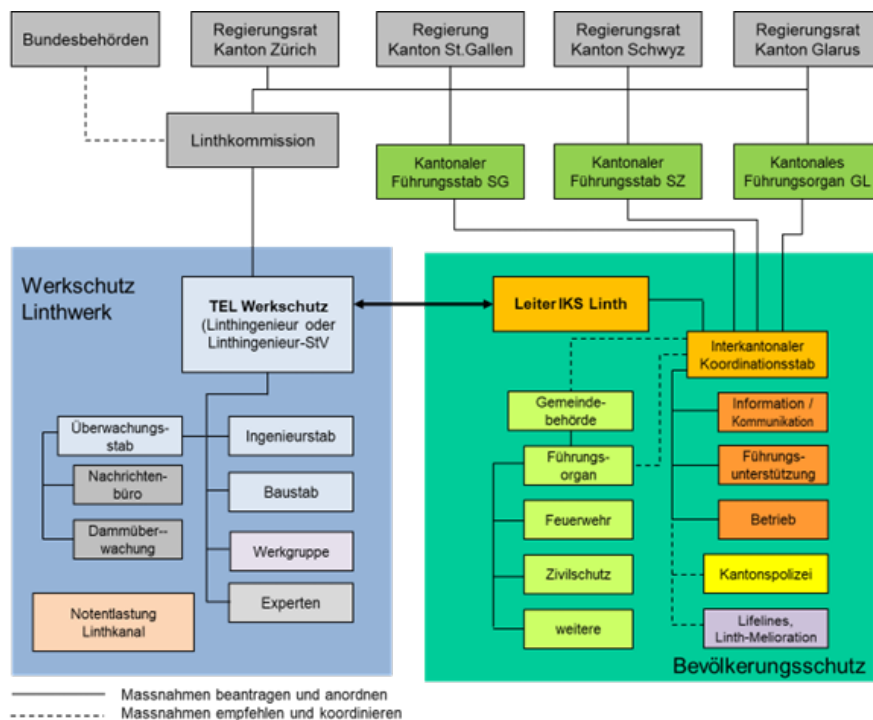 Bundesbehörden
Regierungsrat
Kanton Zürich
Regierung
Kanton St.Gallen
Regierungsrat
Kanton Schwyz
Regierungsrat
Kanton Glarus
Linthkommission
Kantonaler
Führungsstab SG
Kantonaler
Führungsstab SZ
Kantonales
Führungsorgan GL
Werkschutz
Linthwerk
TEL Werkschutz
(Linthingenieur oder
Linthingenieur-StV
Überwachungs-
stab
Nachrichten-
büro
Dammüber--
wachung
Ingenieurstab
Baustab
Werkgruppe
Experten
Notentlastung
Linthkanal
Leiter IKS Linth
Interkantonaler
Koordinationsstab
Gemeinde-
behörde
Führungs-
organ
Feuerwehr
Zivilschutz
weitere
Information /
Kommunikation
Führungs-
unterstützung
Betrieb
Kantonspolizei
Lifelines,
Linth-Melioration
Bevölkerungsschutz
Massnahmen beantragen und anordnen
Massnahmen empfehlen und koordinieren